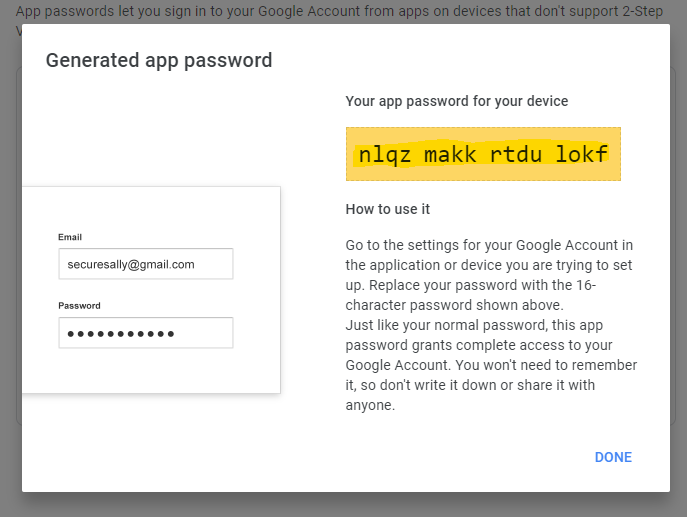 App passwords let you sign in to your Google Account from apps on devices that don't support 2-Step
Generated app password
Email
securesally@gmail.com
Password
Your app password for your device
nlqz makk rtdu lokf
How to use it
Go to the settings for your Google Account in
the application or device you are trying to set
up. Replace your password with the 16-
character password shown above.
Just like your normal password, this app
password grants complete access to your
Google Account. You won't need to remember
it, so don't write it down or share it with
anyone.
DONE